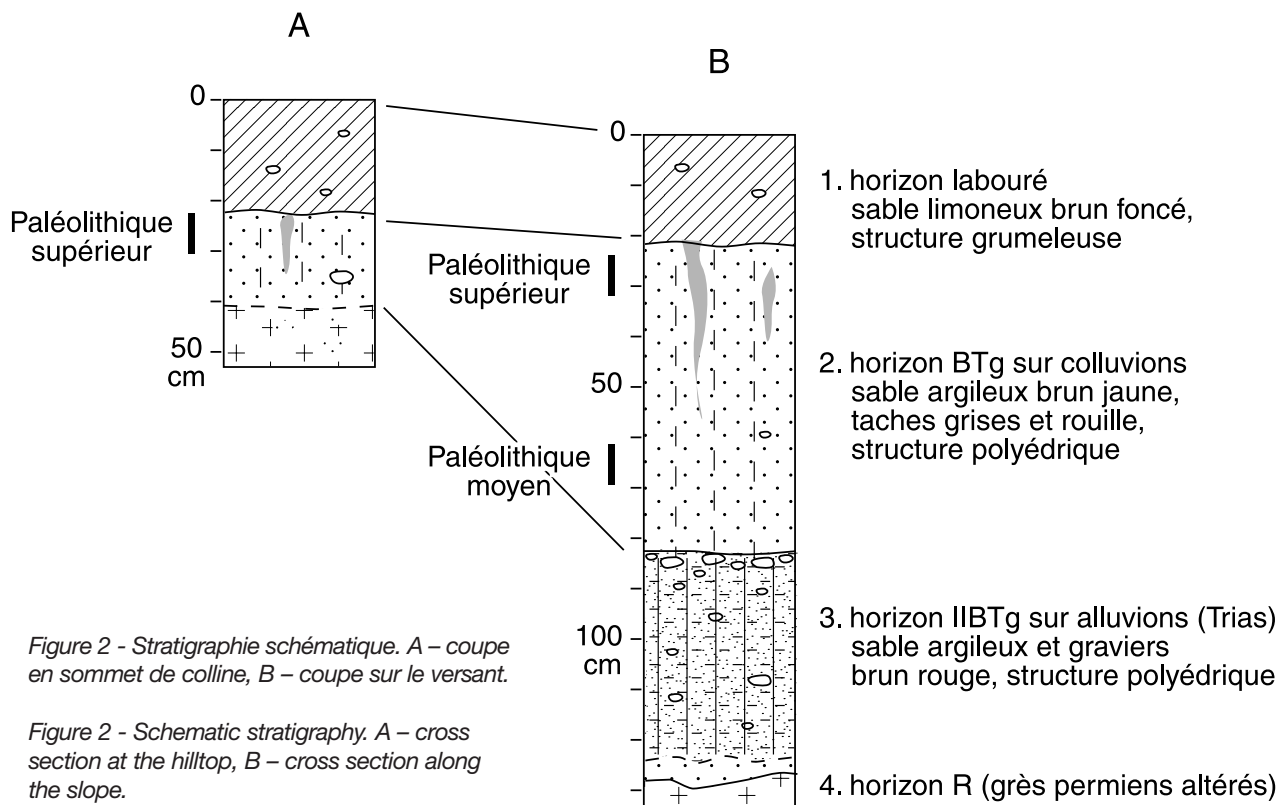 A
0
Paléolithique
supérieur
50
cm
B
0
Paléolithique
supérieur
50
Paléolithique
moyen
100
cm
1. horizon labouré
sable limoneux brun foncé,
structure grumeleuse
2. horizon BTg sur colluvions
sable argileux brun jaune,
taches grises et rouille,
structure polyédrique
3. horizon IIBTg sur alluvions (Trias)
sable argileux et graviers
brun rouge, structure polyédrique
4. horizon R (grès permiens altérés)
Figure 2 - Stratigraphie schématique. A – coupe
en sommet de colline, B – coupe sur le versant.
Figure 2 - Schematic stratigraphy. A – cross
section at the hilltop, B – cross section along
the slope.